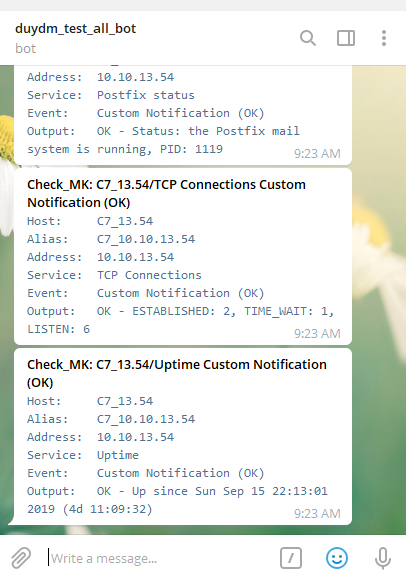 duydm_test_all_bot
bot
Address: 10.10.13.54
Service: Postfix status
Event: Custom Notification (OK)
Output: OK - Status: the Postfix mail
system is running, PID: 1119
9:23 AM
Check_MK: C7_13.54/TCP Connections Custom
Notification (OK)
Host: C7_13.54
Alias: C7_10.10.13.54
Address: 10.10.13.54
Service: TCP Connections
Event: Custom Notification (OK)
Output: OK - ESTABLISHED: 2, TIME_WAIT: 1,
LISTEN: 6
9:23 AM
Check_MK: C7_13.54/Uptime Custom Notification
(OK)
Host: C7_13.54
Alias: C7_10.10.13.54
Address: 10.10.13.54
Service: Uptime
Event: Custom Notification (OK)
Output: OK - Up since Sun Sep 15 22:13:01
2019 (4d 11:09:32)
9:23 AM
Write a message...